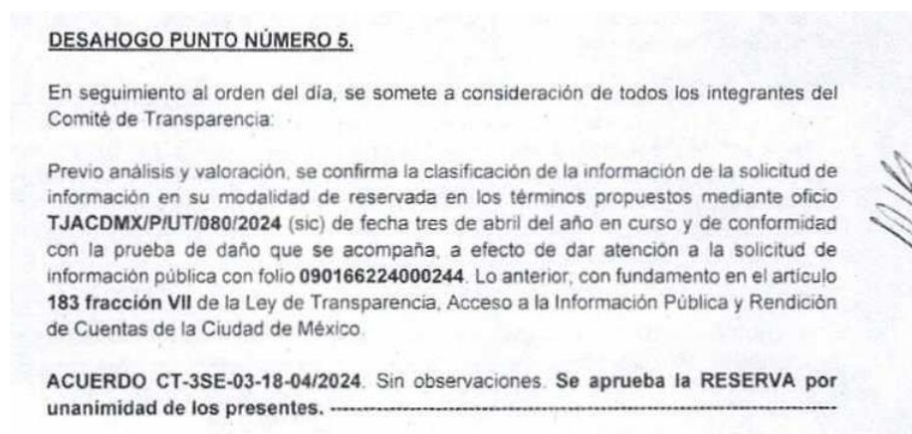 DESAHOGO PUNTO NÚMERO 5.
En seguimiento al orden del día, se somete a consideración de todos los integrantes del
Comité de Transparencia:
Previo análisis y valoración, se confirma la clasificación de la información de la solicitud de
información en su modalidad de reservada en los términos propuestos mediante oficio
TJACDMX/P/UT/080/2024 (sic) de fecha tres de abril del año en curso y de conformidad
con la prueba de daño que se acompaña, a efecto de dar atención a la solicitud de
información pública con folio 090166224000244. Lo anterior, con fundamento en el artículo
183 fracción VII de la Ley de Transparencia, Acceso a la Información Pública y Rendición
de Cuentas de la Ciudad de México.
ACUERDO CT-3SE-03-18-04/2024. Sin observaciones. Se aprueba la RESERVA por
unanimidad de los presentes. ------------------------------------------------------------